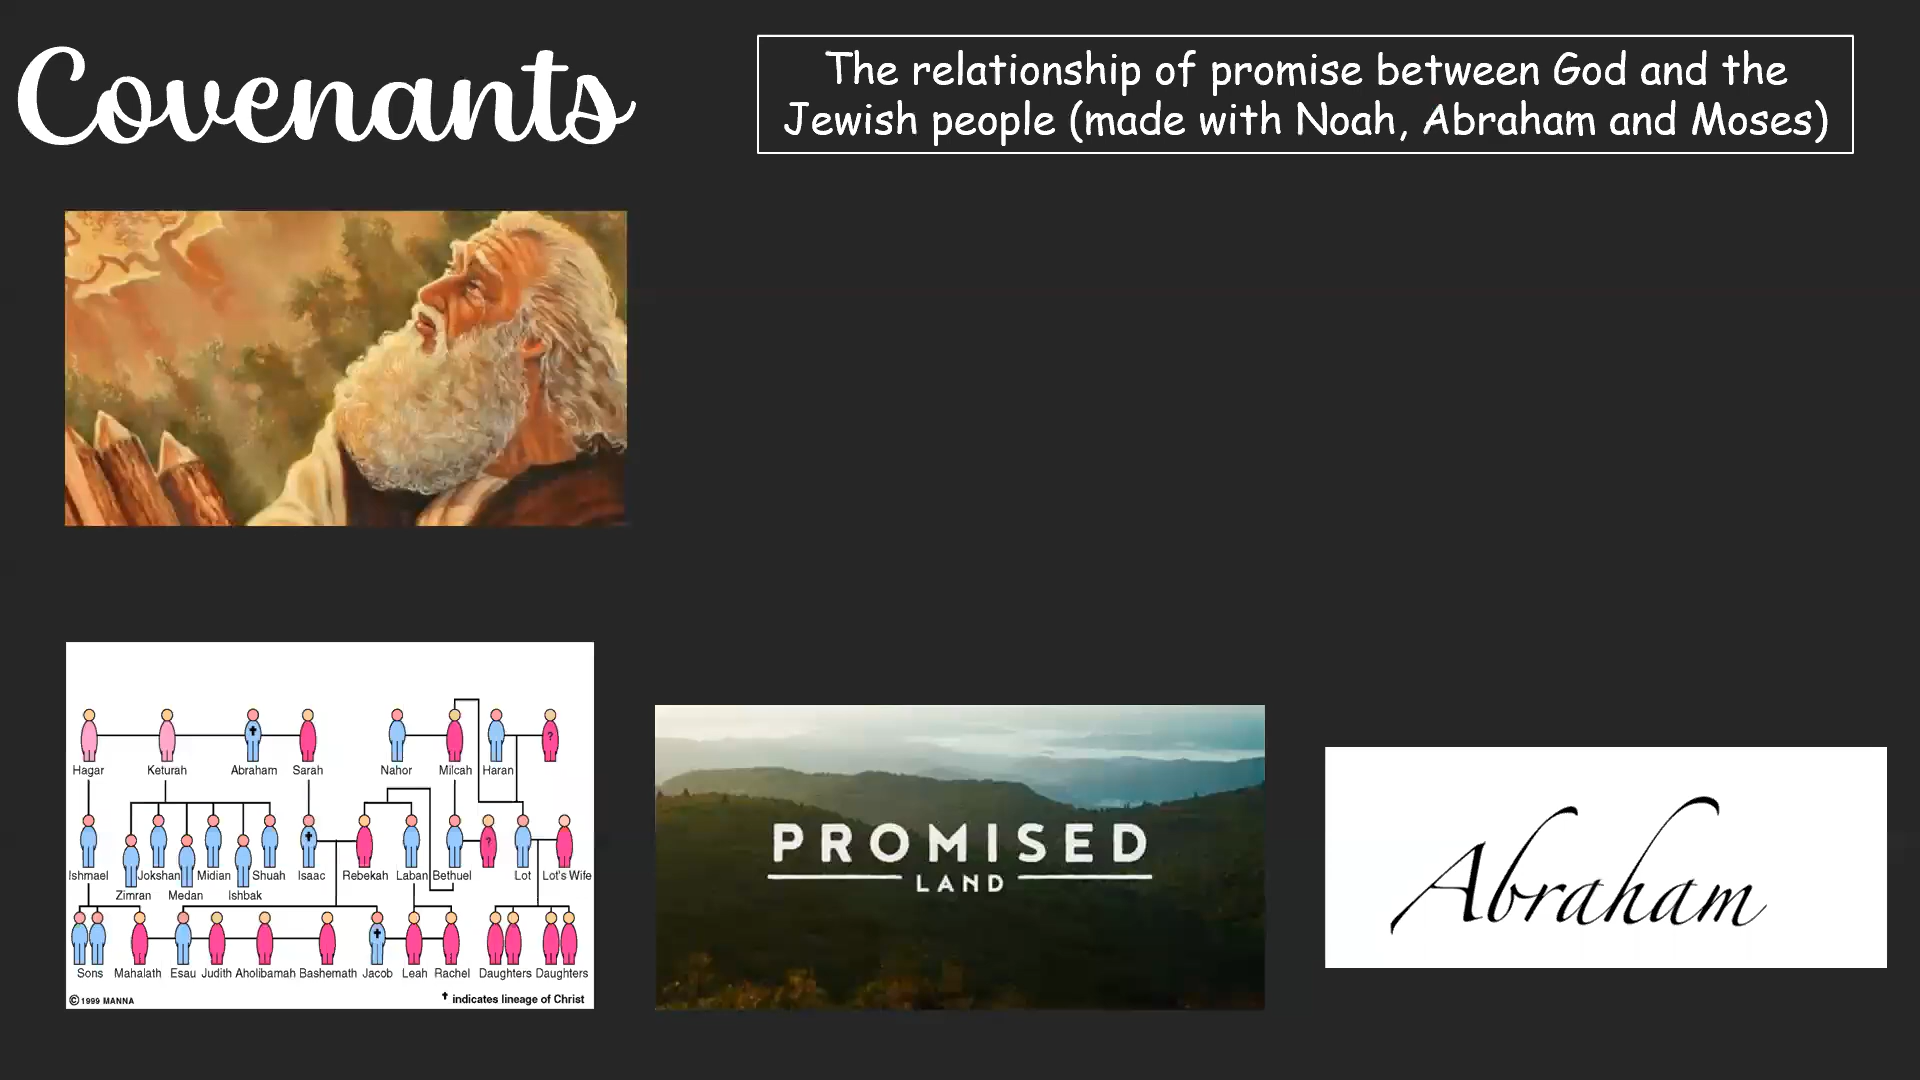 Covenants
The relationship of promise between God and the
Jewish people (made with Noah, Abraham and Moses)
Hagar Keturah Abraham Sarah Nahor Milcah Haran
?
Ishmael Jokshan Midian Shuah Isaac Rebekah Laban Bethuel Lot Lot's Wife
?
Zimran Medan Ishbak
Sons Mahalath Esau Judith Aholibamah Bashemath Jacob Leah Rachel Daughters Daughters
© 1999 MANNA
✝ indicates lineage of Christ
PROMISED
LAND
Abraham